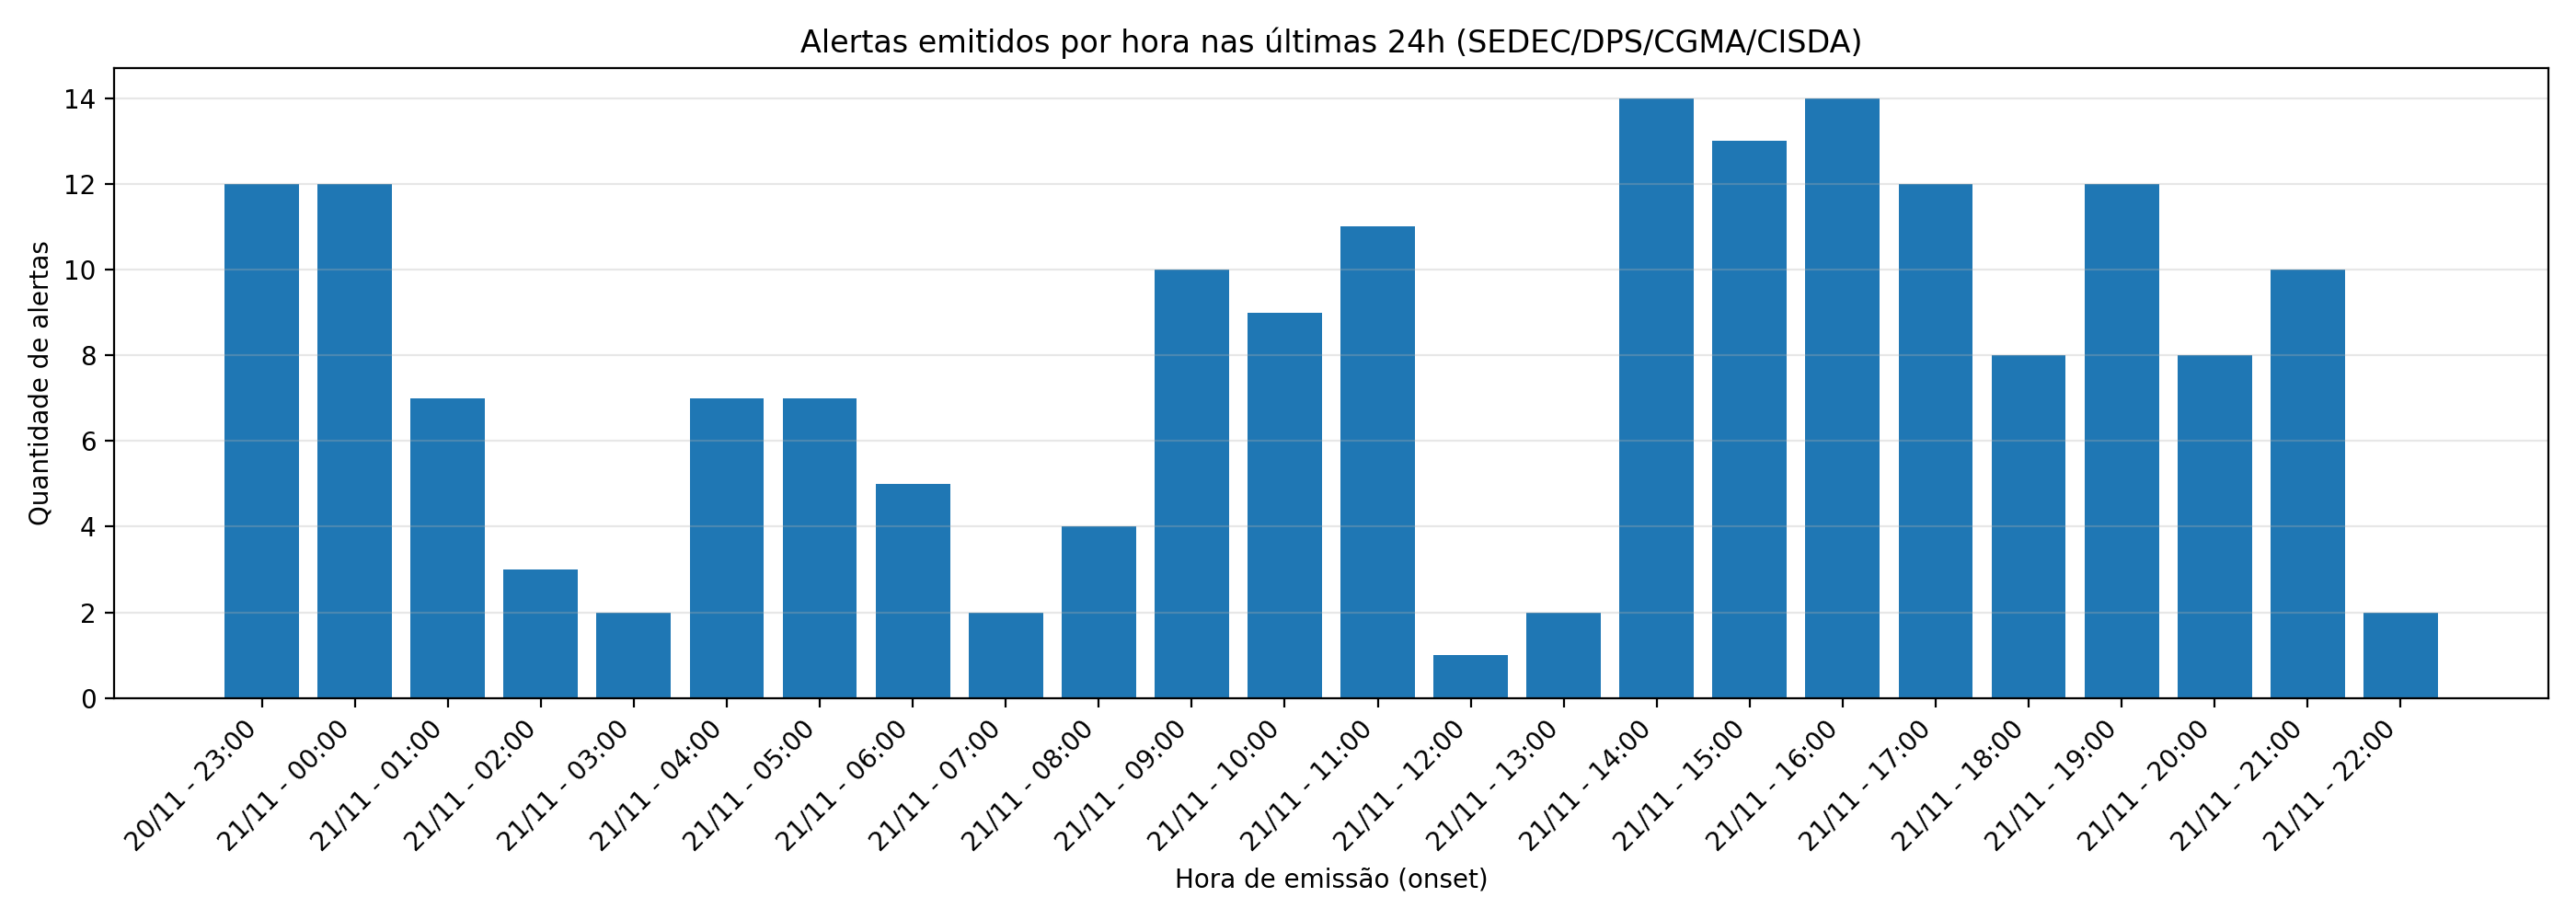 Alertas emitidos por hora nas últimas 24h (SEDEC/DPS/CGMA/CISDA)
Quantidade de alertas
14
12
10
8
6
4
2
0
20/11 - 23:00
21/11 - 00:00
21/11 - 01:00
21/11 - 02:00
21/11 - 03:00
21/11 - 04:00
21/11 - 05:00
21/11 - 06:00
21/11 - 07:00
21/11 - 08:00
21/11 - 09:00
21/11 - 10:00
21/11 - 11:00
21/11 - 12:00
21/11 - 13:00
21/11 - 14:00
21/11 - 15:00
21/11 - 16:00
21/11 - 17:00
21/11 - 18:00
21/11 - 19:00
21/11 - 20:00
21/11 - 21:00
21/11 - 22:00
Hora de emissão (onset)